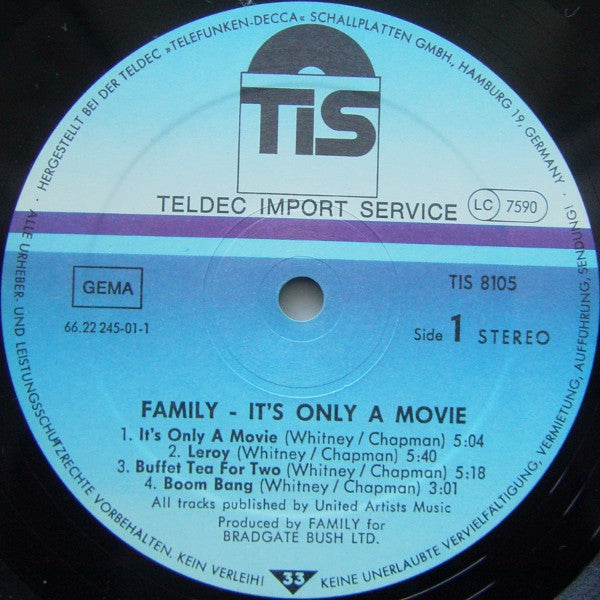 · HERGESTELLT BEI DER TELDEC »TELEFUNKEN-DECCA« SCHALLPLATTEN GMBH., HAMBURG 19, GERMANY ·
TiS
TELDEC IMPORT SERVICE
LC 7590
GEMA
TIS 8105
66.22 245-01-1
Side 1 STEREO
FAMILY - IT'S ONLY A MOVIE
1. It's Only A Movie (Whitney / Chapman) 5:04
2. Leroy (Whitney / Chapman) 5:40
3. Buffet Tea For Two (Whitney / Chapman) 5:18
4. Boom Bang (Whitney / Chapman) 3:01
All tracks published by United Artists Music
Produced by FAMILY for
BRADGATE BUSH LTD.
ALLE URHEBER- UND LEISTUNGSSCHUTZRECHTE VORBEHALTEN. KEIN VERLEIH! KEINE UNERLAUBTE VERVIELFÄLTIGUNG, VERMIETUNG, AUFFÜHRUNG, SENDUNG!
33